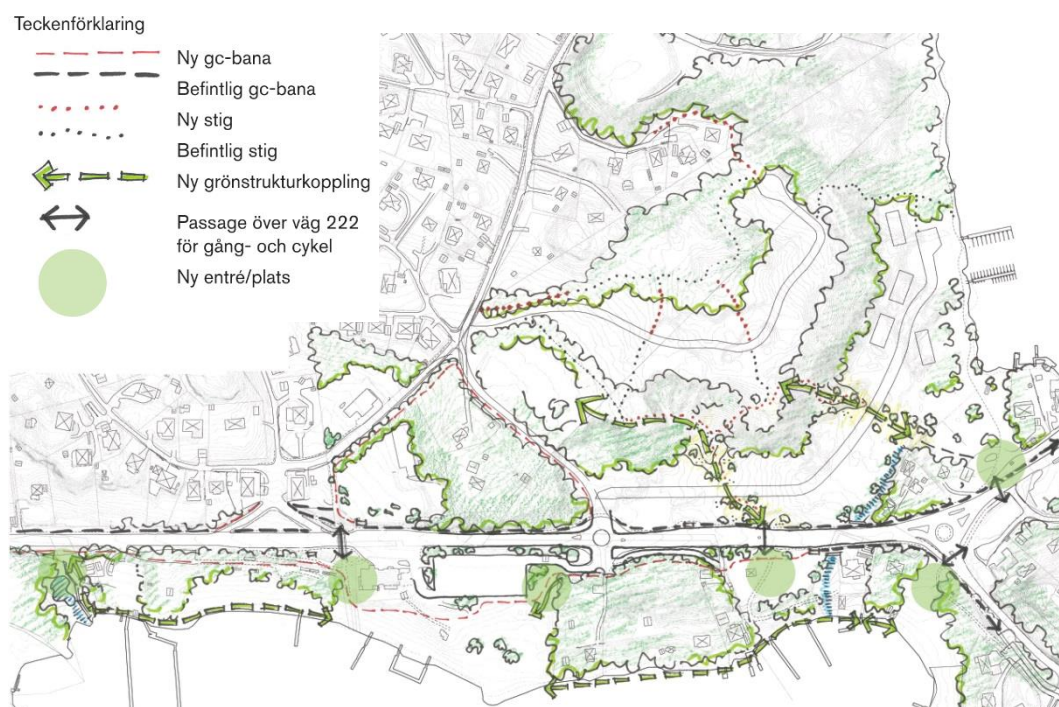 Teckenförklaring
Ny gc-bana
Befintlig gc-bana
Ny stig
Befintlig stig
Ny grönstrukturkoppling
Passage över väg 222
för gång- och cykel
Ny entré/plats